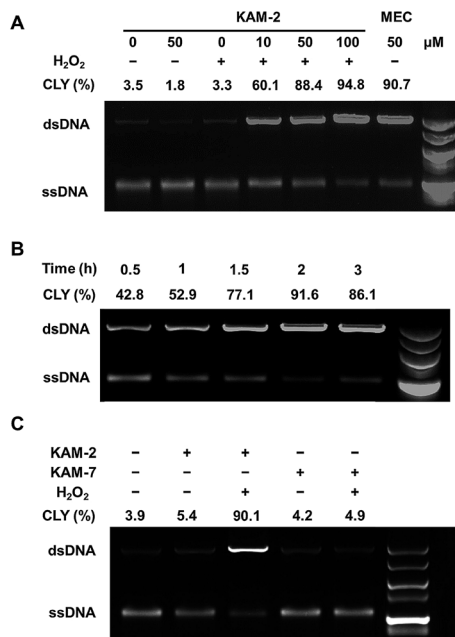 A
KAM-2 MEC
0 50 0 10 50 100 50 μM
H₂O₂ – – + + + + –
CLY (%) 3.5 1.8 3.3 60.1 88.4 94.8 90.7
dsDNA
ssDNA
B
Time (h) 0.5 1 1.5 2 3
CLY (%) 42.8 52.9 77.1 91.6 86.1
dsDNA
ssDNA
C
KAM-2 – + + – –
KAM-7 – – – + +
H₂O₂ – – + – +
CLY (%) 3.9 5.4 90.1 4.2 4.9
dsDNA
ssDNA